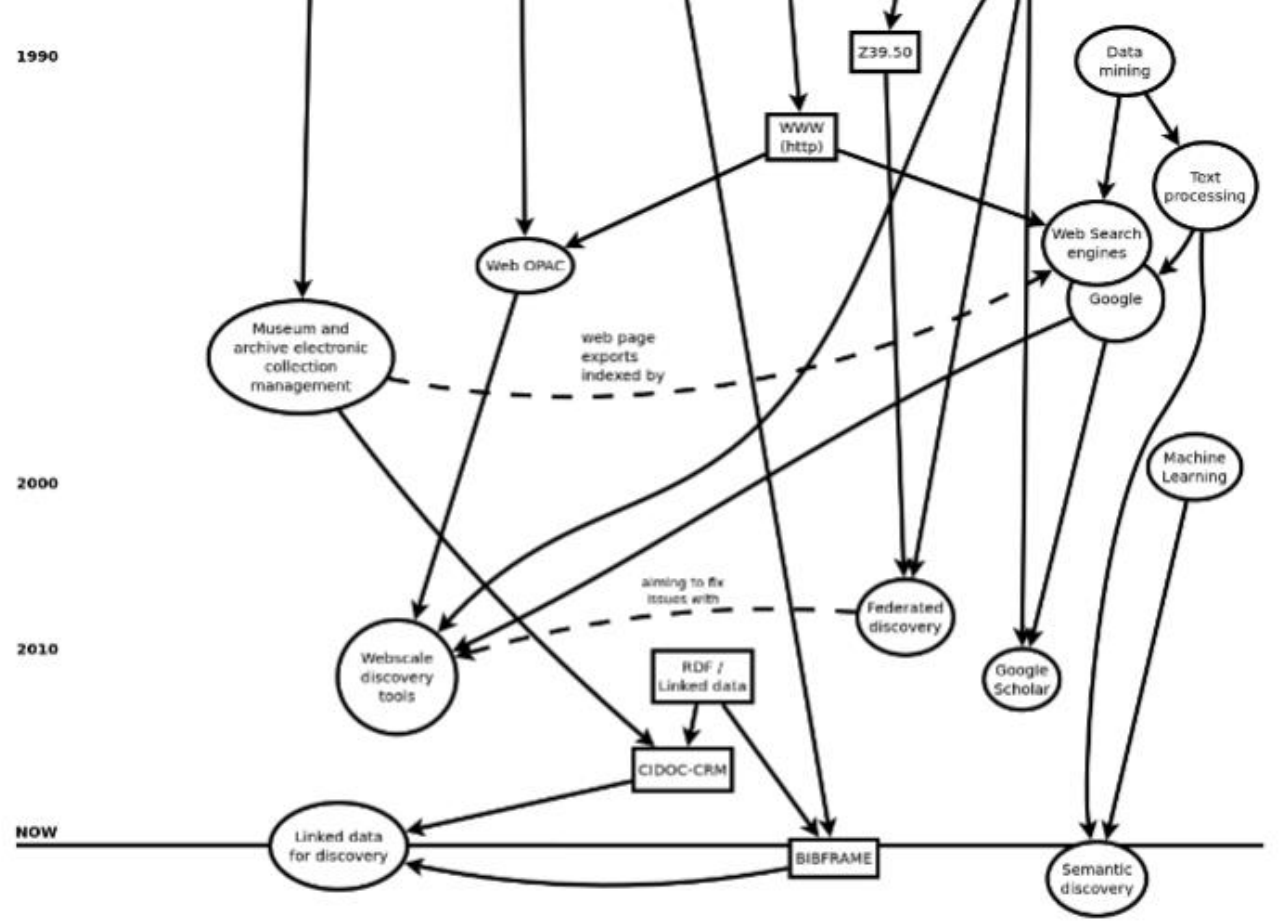 1990
Z39.50
Data
mining
WWW
(http)
Text
processing
Web Search
engines
Web OPAC
Google
Museum and
archive electronic
collection
management
web page
exports
indexed by
Machine
Learning
2000
aiming to fix
issues with
Federated
discovery
2010
Webscale
discovery
tools
RDF /
Linked data
Google
Scholar
CIDOC-CRM
NOW
Linked data
for discovery
BIBFRAME
Semantic
discovery